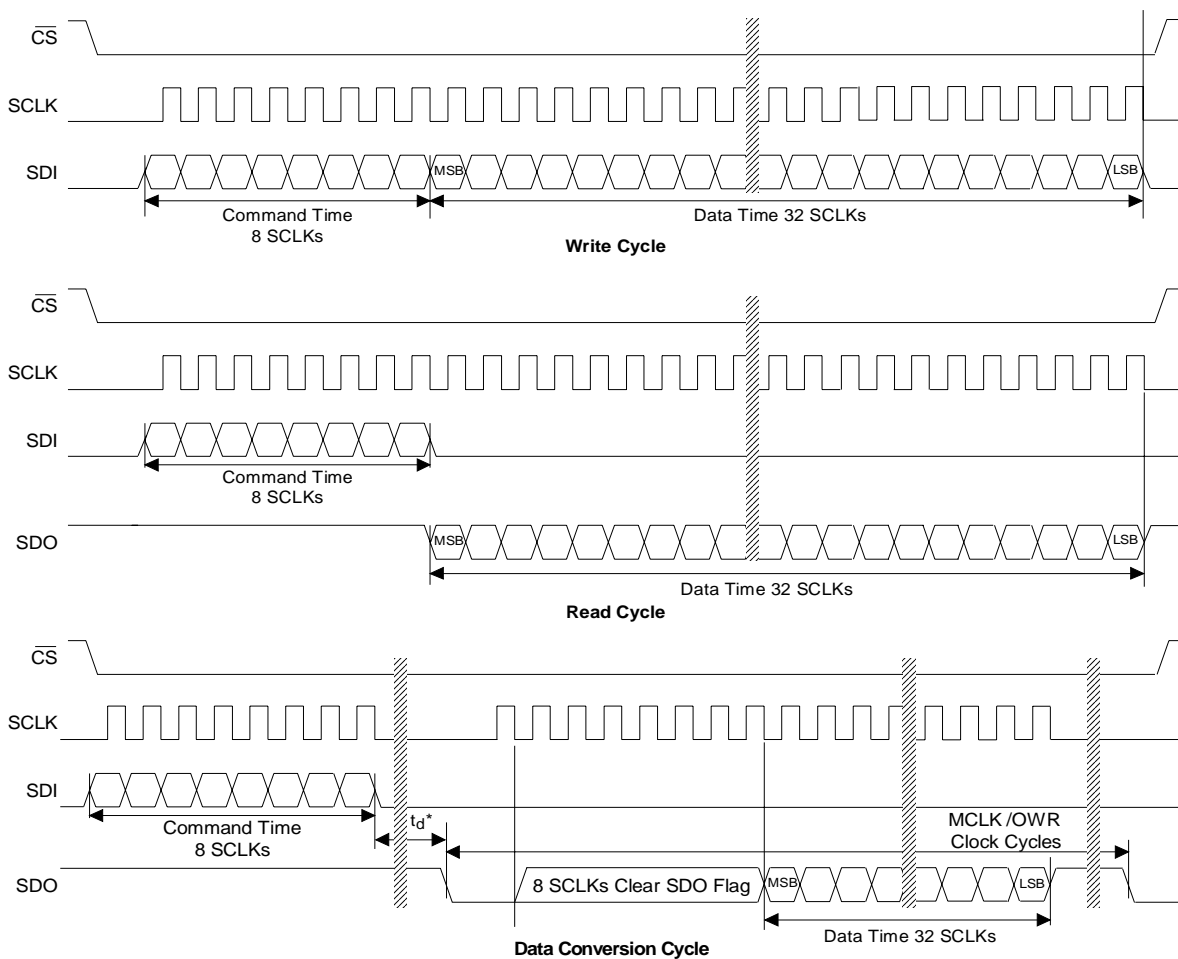 CS
SCLK
SDI
MSB
LSB
Command Time
8 SCLKs
Data Time 32 SCLKs
Write Cycle
CS
SCLK
SDI
Command Time
8 SCLKs
SDO
MSB
LSB
Data Time 32 SCLKs
Read Cycle
CS
SCLK
SDI
Command Time
8 SCLKs
td*
MCLK /OWR
Clock Cycles
SDO
8 SCLKs Clear SDO Flag
MSB
LSB
Data Time 32 SCLKs
Data Conversion Cycle